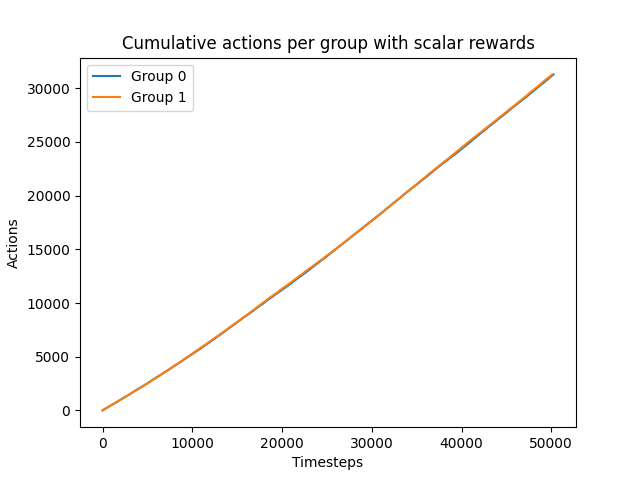 Cumulative actions per group with scalar rewards
Group 0
Group 1
30000
25000
20000
15000
10000
5000
0
Actions
0 10000 20000 30000 40000 50000
Timesteps